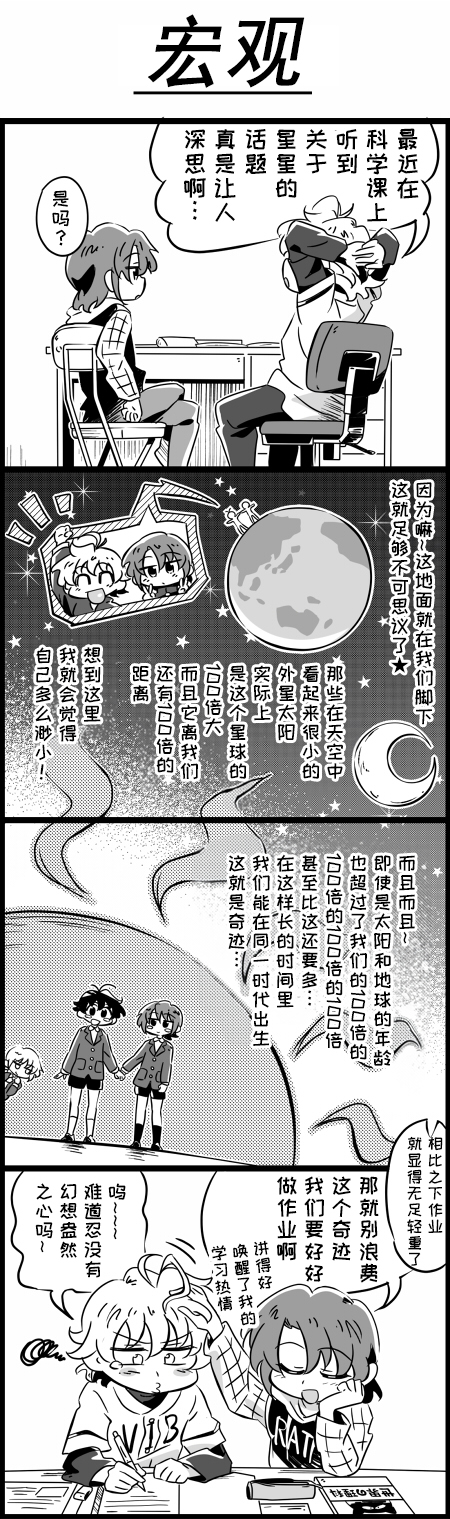 宏观
最近在
科学课上
听到
关于
星星的
话题
真是让人
深思啊…
是吗？
因为嘛~这地面就在我们脚下
这就足够不可思议了★
那些在天空中
看起来很小的
外星太阳
实际上
是这个星球的
100倍大
而且它离我们
还有100倍的
距离
想到这里
我就会觉得
自己多么渺小！
而且而且~
即使是太阳和地球的年龄
也超过了我们的100倍的
100倍的100倍的100倍
甚至比这还要多…
在这样长的时间里
我们能在同一时代出生
这就是奇迹…
相比之下作业
就显得无足轻重了
那就别浪费
这个奇迹
我们要好好
做作业啊
讲得好
唤醒了我的
学习热情
呜~~~
难道忍没有
幻想盎然
之心吗~
VIB
RAT